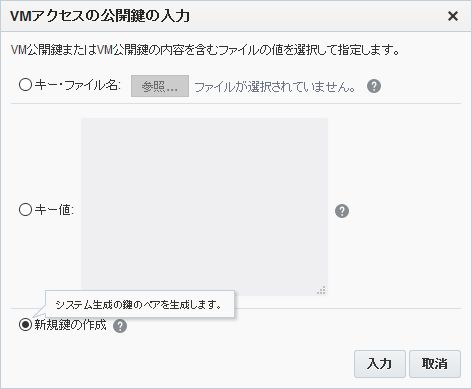 VMアクセスの公開鍵の入力
VM公開鍵またはVM公開鍵の内容を含むファイルの値を選択して指定します。
キー・ファイル名: 参照... ファイルが選択されていません。 ?
キー値: ?
システム生成の鍵のペアを生成します。
新規鍵の作成 ?
入力 取消